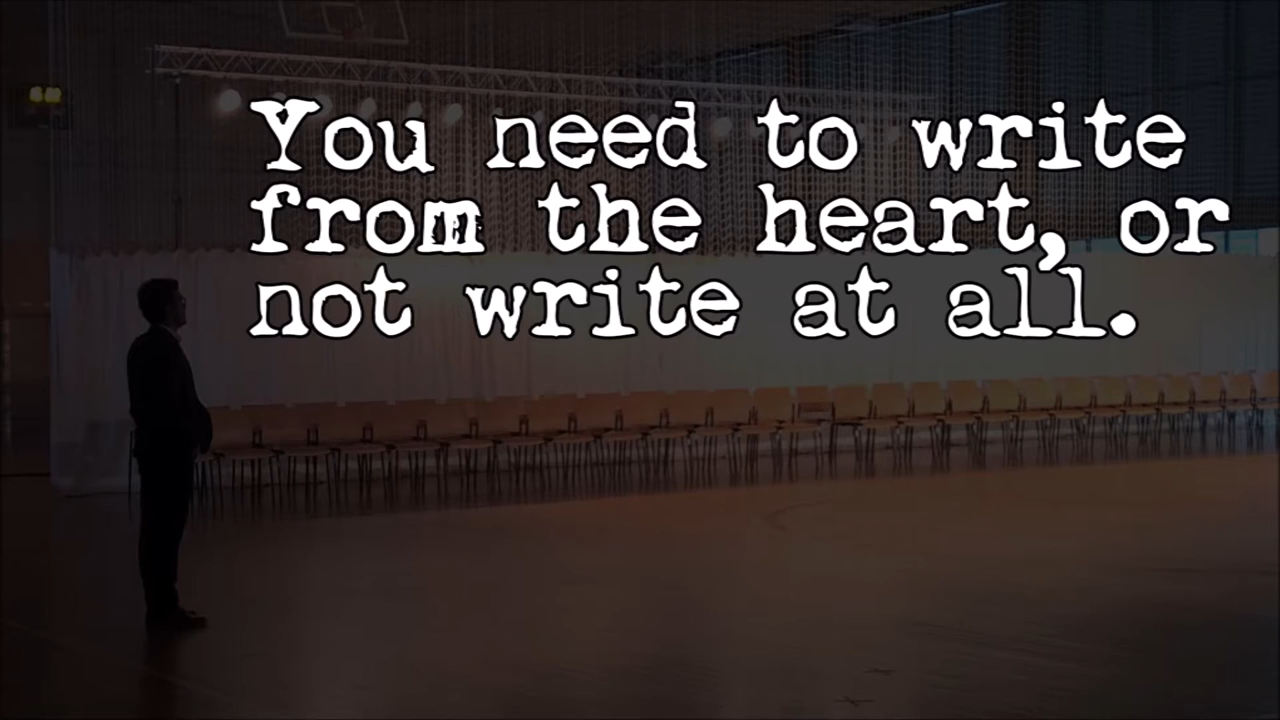 You need to write
from the heart, or
not write at all.